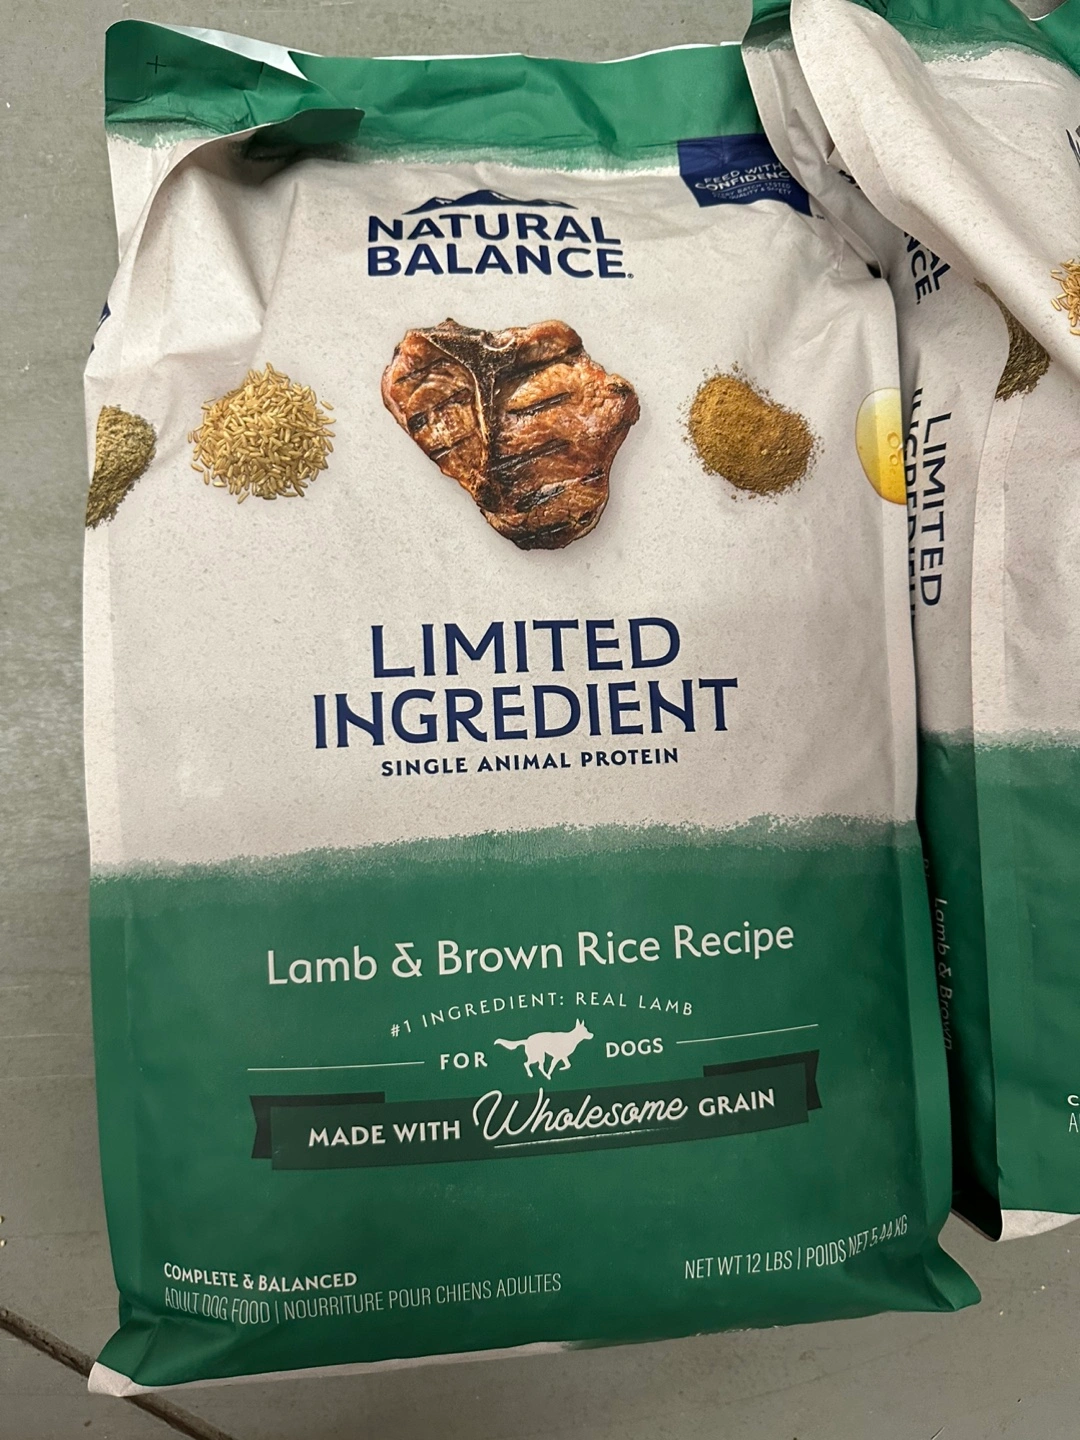 FEED WITH
CONFIDENCE
NATURAL
BALANCE
LIMITED
INGREDIENT
SINGLE ANIMAL PROTEIN
Lamb & Brown Rice Recipe
#1 INGREDIENT: REAL LAMB
FOR DOGS
MADE WITH Wholesome GRAIN
COMPLETE & BALANCED
ADULT DOG FOOD | NOURRITURE POUR CHIENS ADULTES
NET WT 12 LBS | POIDS NET 5.44 KG
LIMITED
Lamb & Brown